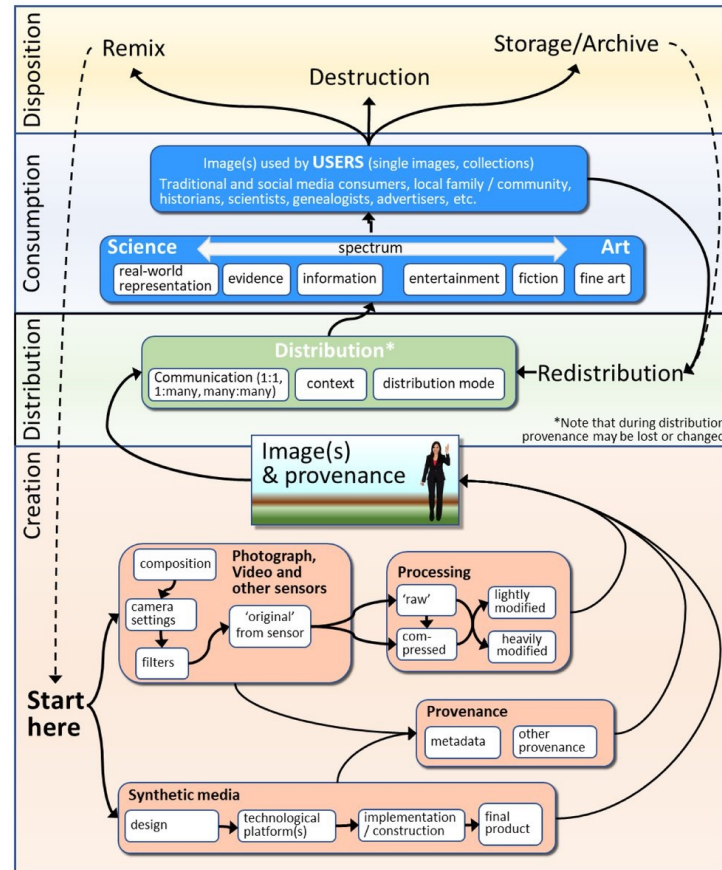 Disposition
Remix
Destruction
Storage/Archive
Consumption
Image(s) used by USERS (single images, collections)
Traditional and social media consumers, local family / community,
historians, scientists, genealogists, advertisers, etc.
Science
spectrum
Art
real-world
representation
evidence
information
entertainment
fiction
fine art
Distribution
Distribution*
Communication (1:1,
1:many, many:many)
context
distribution mode
Redistribution
*Note that during distribution
provenance may be lost or changed
Creation
Image(s)
& provenance
Photograph,
Video and
other sensors
composition
camera
settings
filters
'original'
from sensor
Processing
'raw'
com-
pressed
lightly
modified
heavily
modified
Start
here
Provenance
metadata
other
provenance
Synthetic media
design
technological
platform(s)
implementation
/ construction
final
product